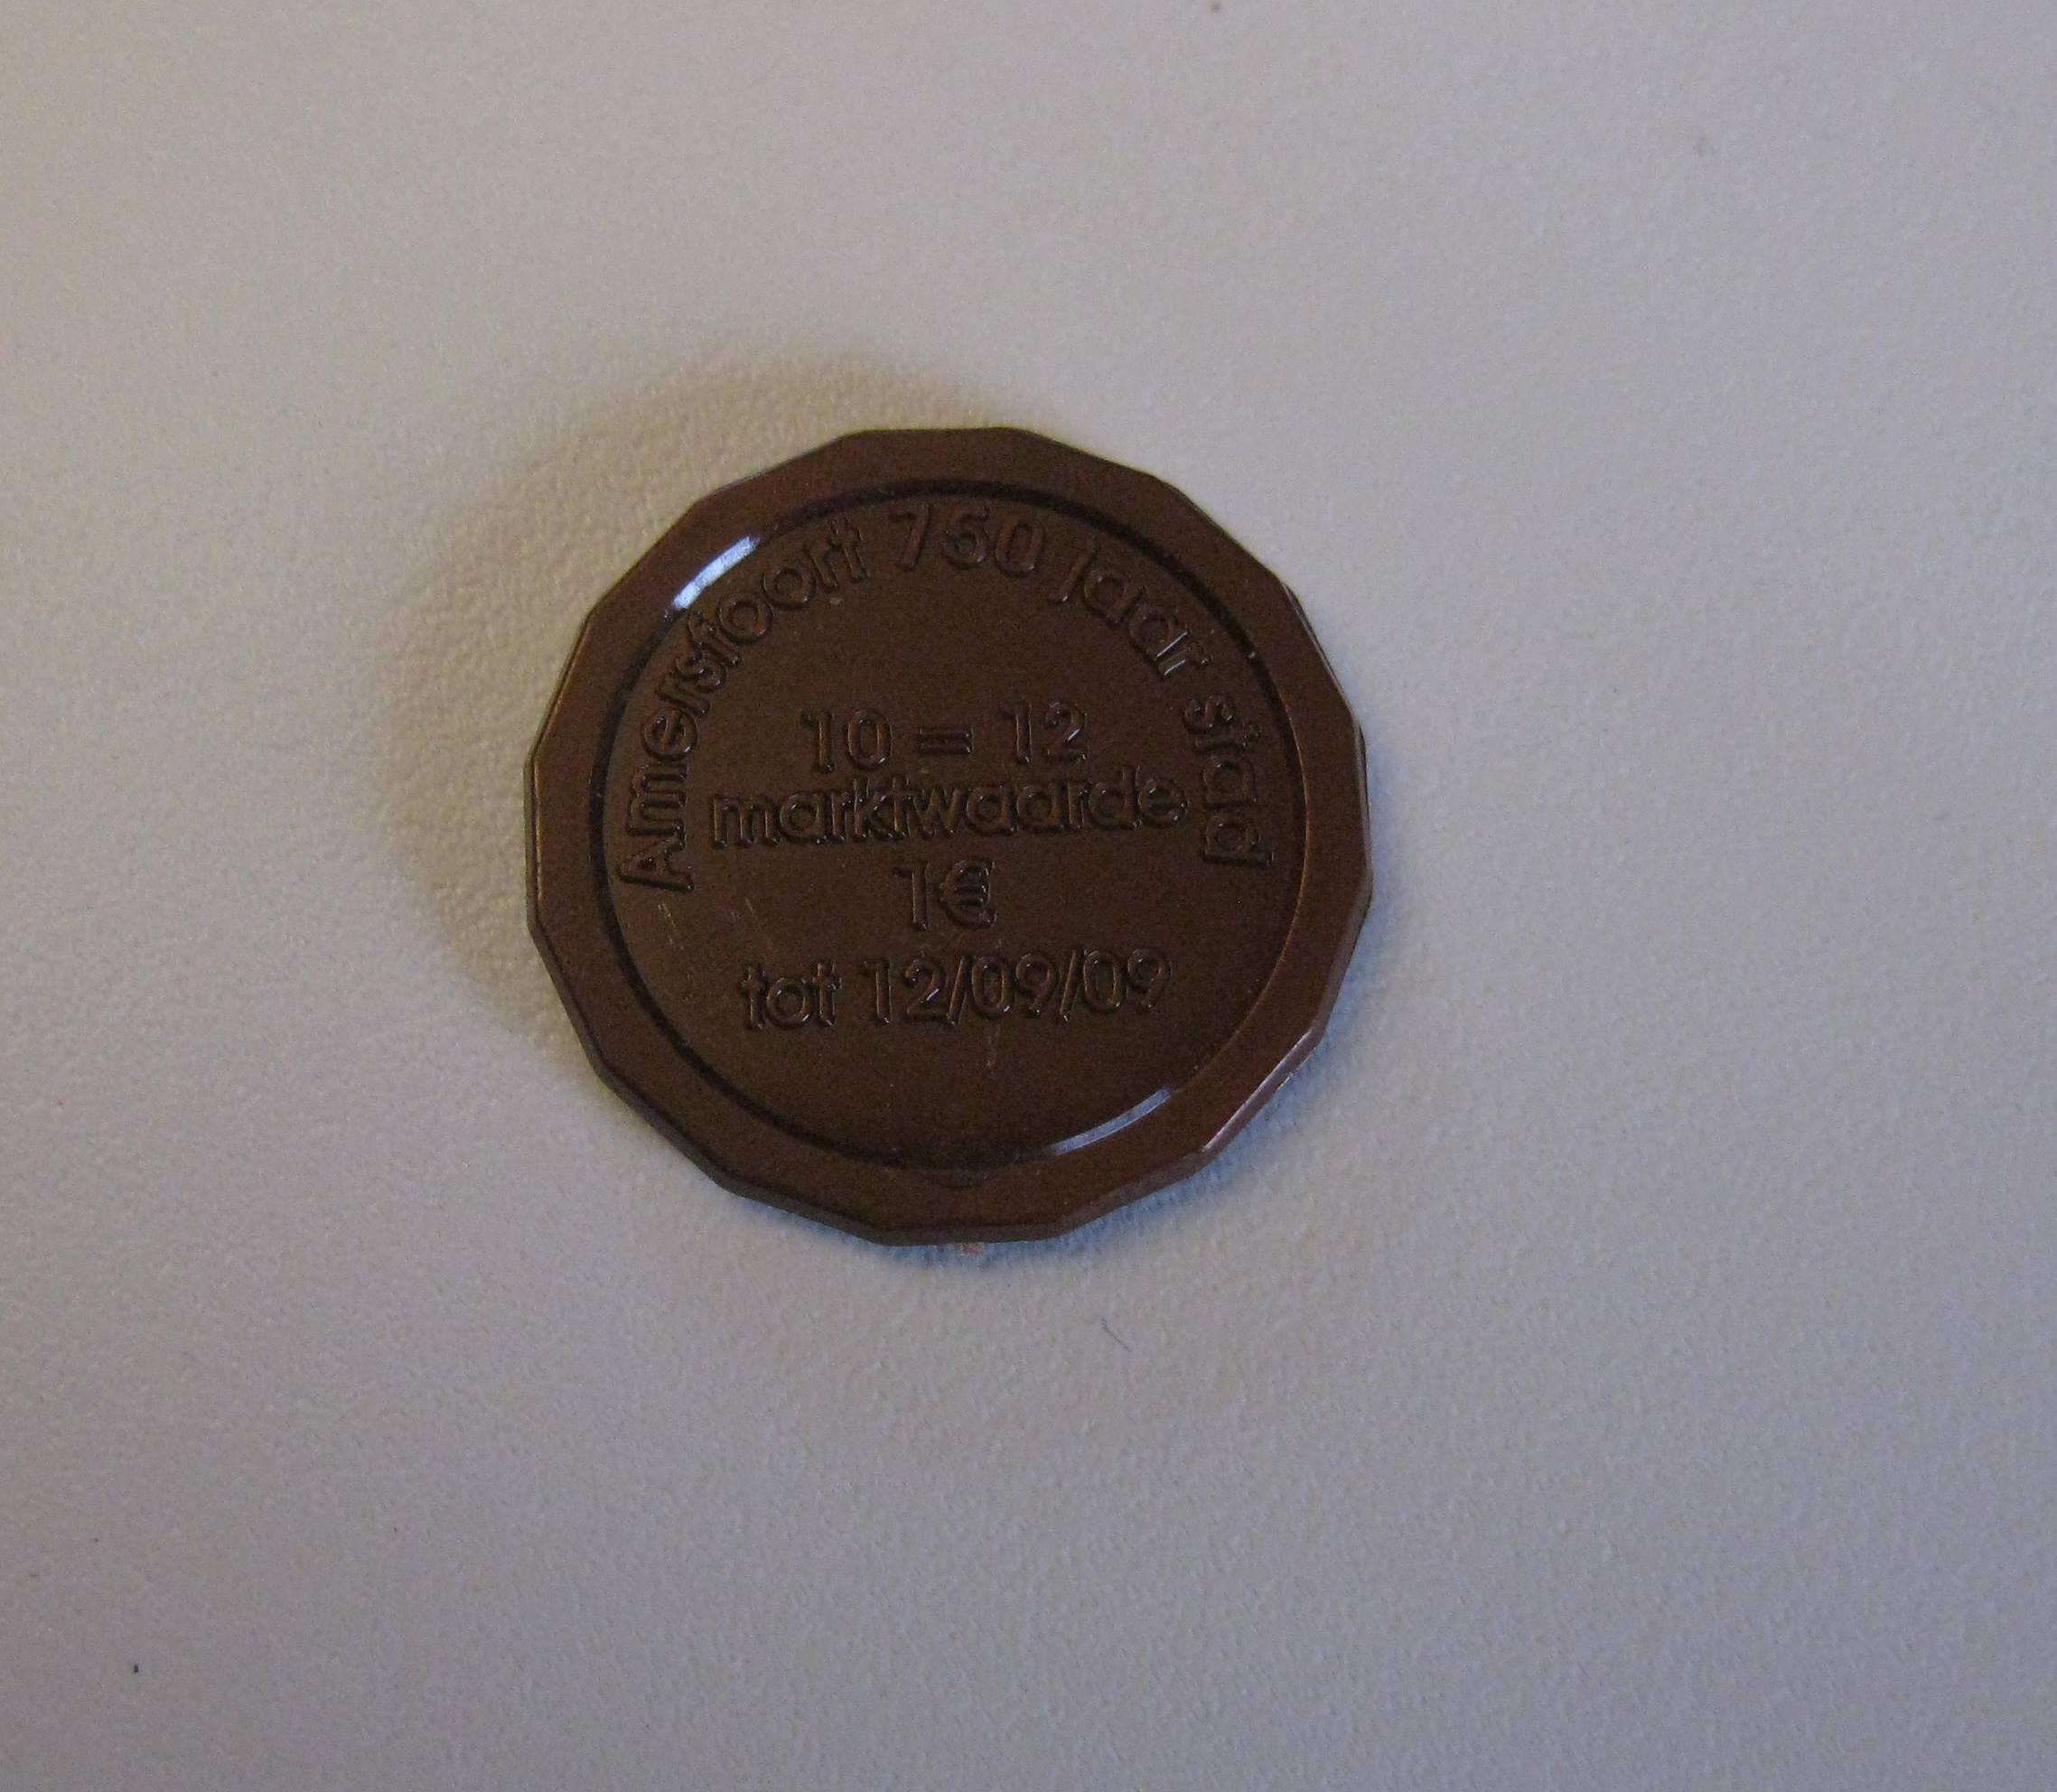 Amersfoort 750 jaar stad
10 = 12
marktwaarde
1€
tot 12/09/09